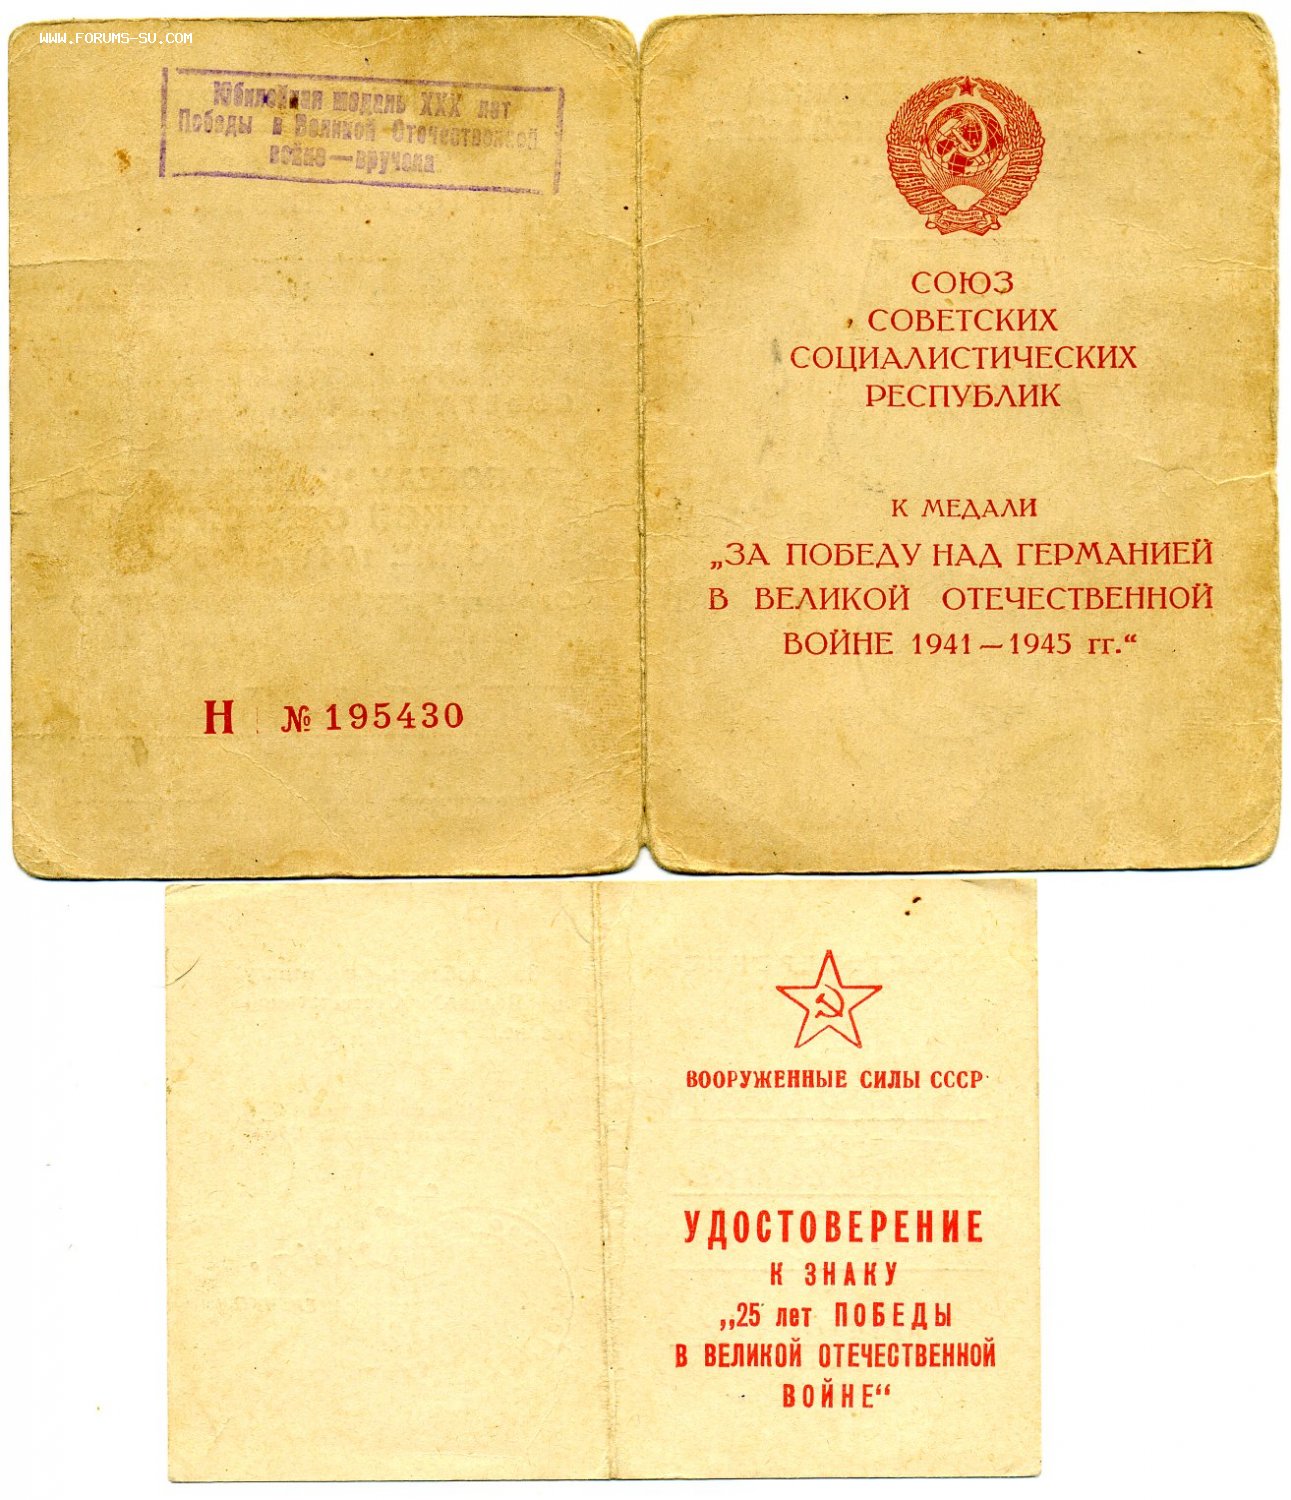 WWW.FORUMS-SU.COM
Юбилейная медаль XXX лет
Победы в Великой Отечественной
войне — вручена
Н № 195430
СОЮЗ
СОВЕТСКИХ
СОЦИАЛИСТИЧЕСКИХ
РЕСПУБЛИК
К МЕДАЛИ
„ЗА ПОБЕДУ НАД ГЕРМАНИЕЙ
В ВЕЛИКОЙ ОТЕЧЕСТВЕННОЙ
ВОЙНЕ 1941 — 1945 гг.“
ВООРУЖЕННЫЕ СИЛЫ СССР
УДОСТОВЕРЕНИЕ
К ЗНАКУ
„25 лет ПОБЕДЫ
В ВЕЛИКОЙ ОТЕЧЕСТВЕННОЙ
ВОЙНЕ“